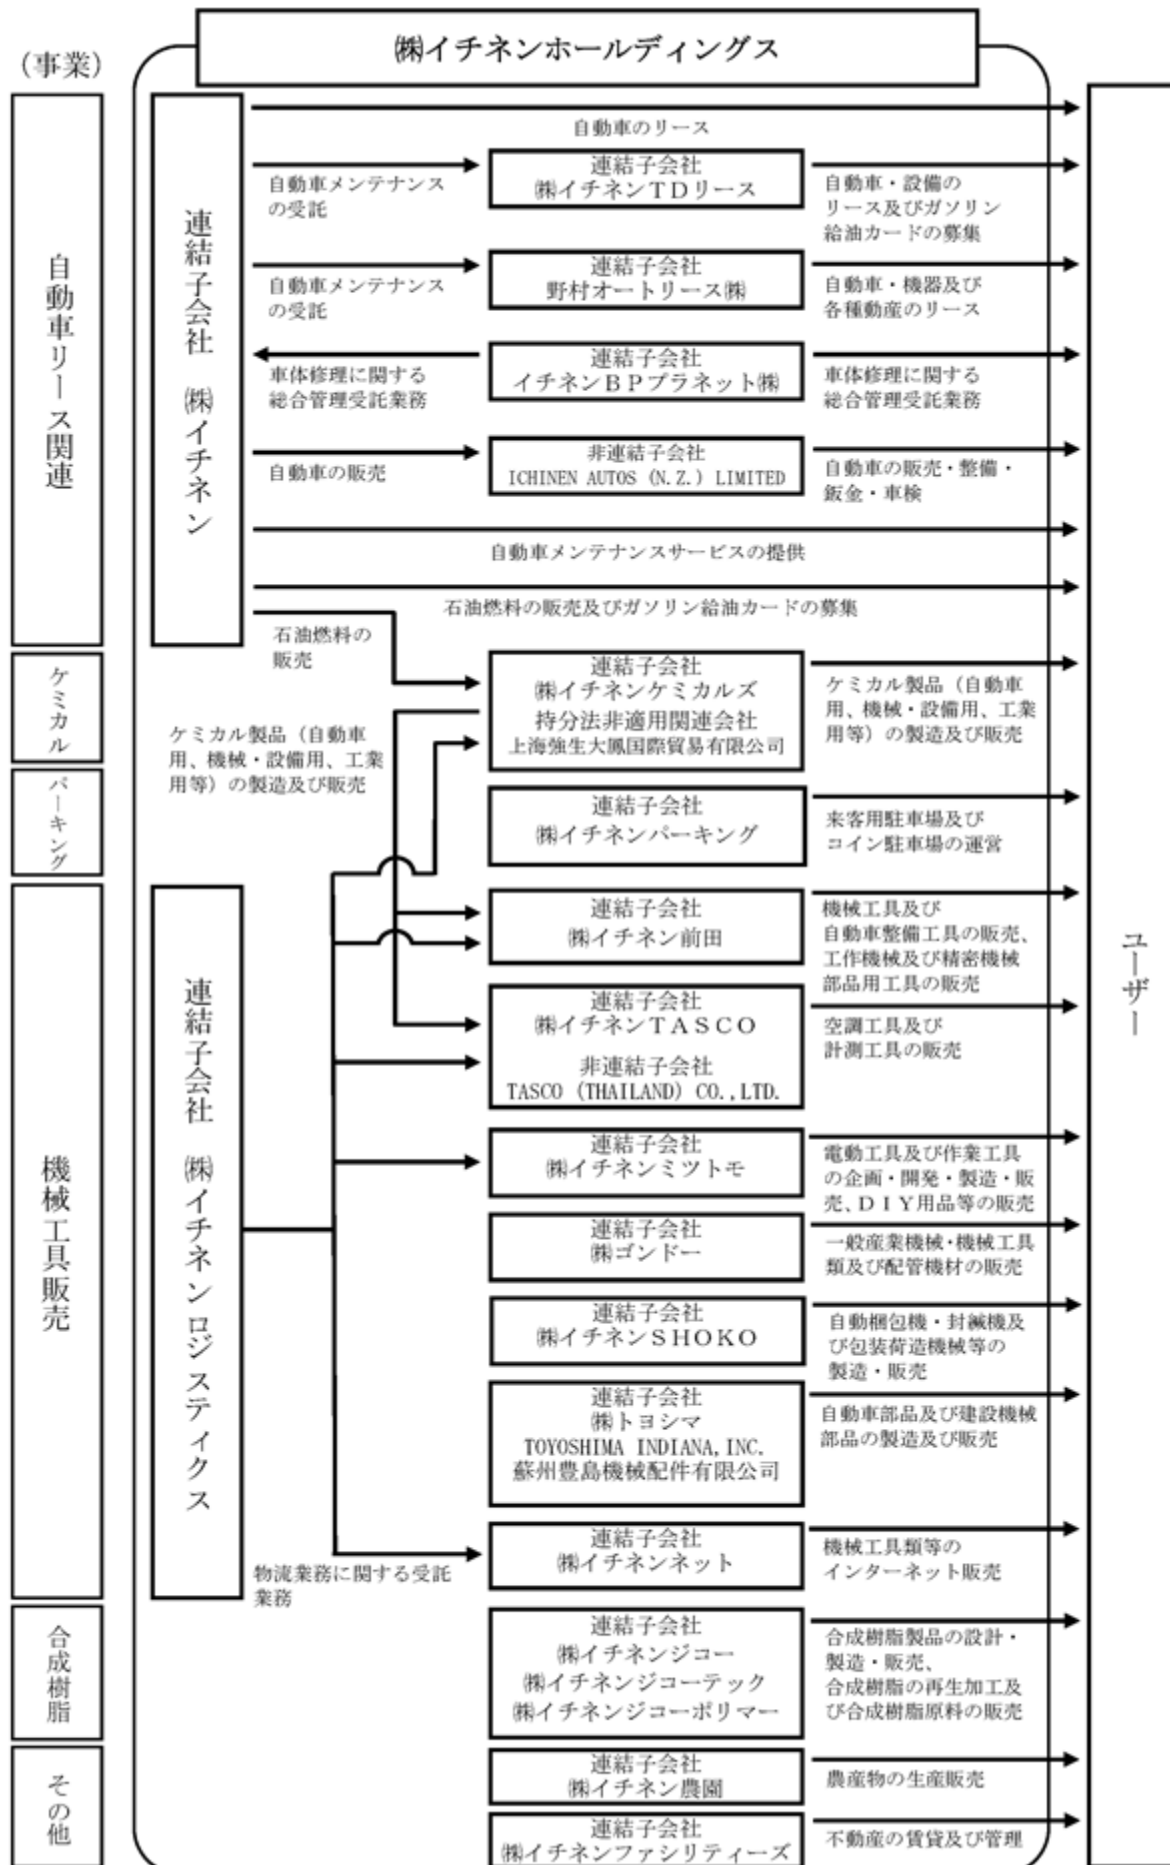 ㈱イチネンホールディングス
（事業）
自動車リース関連
連結子会社　㈱イチネン
自動車のリース
自動車メンテナンス
の受託
連結子会社
㈱イチネンＴＤリース
自動車・設備の
リース及びガソリン
給油カードの募集
自動車メンテナンス
の受託
連結子会社
野村オートリース㈱
自動車・機器及び
各種動産のリース
車体修理に関する
総合管理受託業務
連結子会社
イチネンＢＰプラネット㈱
車体修理に関する
総合管理受託業務
自動車の販売
非連結子会社
ICHINEN AUTOS (N.Z.) LIMITED
自動車の販売・整備・
鈑金・車検
自動車メンテナンスサービスの提供
石油燃料の販売及びガソリン給油カードの募集
石油燃料の
販売
ケミカル
ケミカル製品（自動車
用、機械・設備用、工業
用等）の製造及び販売
連結子会社
㈱イチネンケミカルズ
持分法非適用関連会社
上海強生大鳳国際貿易有限公司
ケミカル製品（自動車
用、機械・設備用、工業
用等）の製造及び販売
パーキング
連結子会社
㈱イチネンパーキング
来客用駐車場及び
コイン駐車場の運営
機械工具販売
連結子会社　㈱イチネンロジスティクス
連結子会社
㈱イチネン前田
機械工具及び
自動車整備工具の販売、
工作機械及び精密機械
部品用工具の販売
連結子会社
㈱イチネンＴＡＳＣＯ
非連結子会社
TASCO (THAILAND) CO.,LTD.
空調工具及び
計測工具の販売
連結子会社
㈱イチネンミツトモ
電動工具及び作業工具
の企画・開発・製造・販
売、ＤＩＹ用品等の販売
連結子会社
㈱ゴンドー
一般産業機械・機械工具
類及び配管機材の販売
連結子会社
㈱イチネンＳＨＯＫＯ
自動梱包機・封緘機及
び包装荷造機械等の
製造・販売
連結子会社
㈱トヨシマ
TOYOSHIMA INDIANA,INC.
蘇州豊島機械配件有限公司
自動車部品及び建設機械
部品の製造及び販売
連結子会社
㈱イチネンネット
機械工具類等の
インターネット販売
物流業務に関する受託
業務
合成樹脂
連結子会社
㈱イチネンジコー
㈱イチネンジコーテック
㈱イチネンジコーポリマー
合成樹脂製品の設計・
製造・販売、
合成樹脂の再生加工及
び合成樹脂原料の販売
その他
連結子会社
㈱イチネン農園
農産物の生産販売
連結子会社
㈱イチネンファシリティーズ
不動産の賃貸及び管理
ユーザー